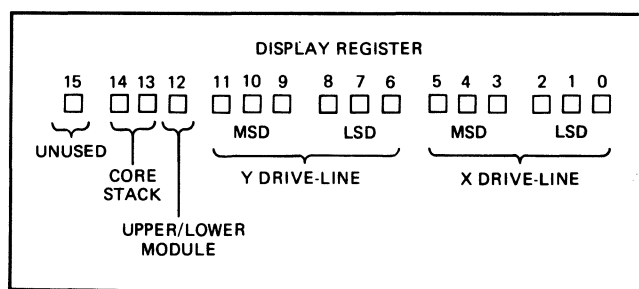 DISPLAY REGISTER
15 14 13 12 11 10 9 8 7 6 5 4 3 2 1 0
MSD LSD MSD LSD
UNUSED
CORE STACK
Y DRIVE-LINE X DRIVE-LINE
UPPER/LOWER MODULE